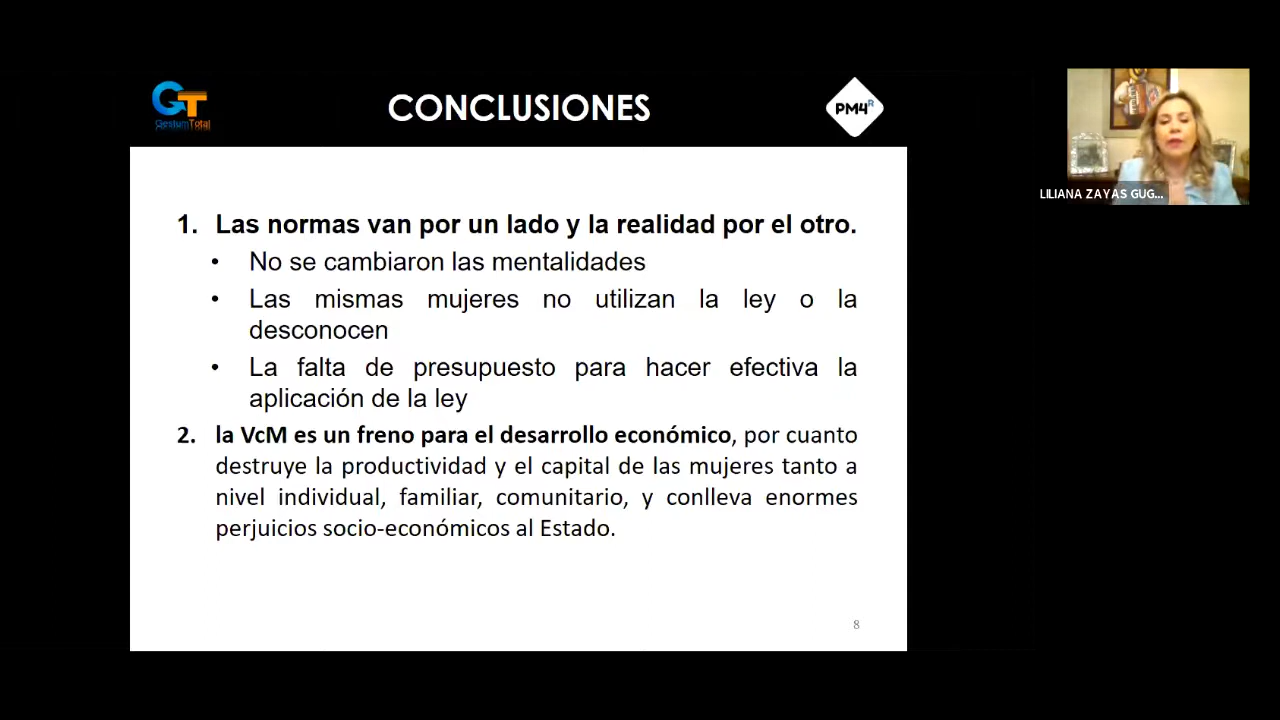 GT
GestumTotal
CONCLUSIONES
PM4R
LILIANA ZAYAS GUG...
1. Las normas van por un lado y la realidad por el otro.
• No se cambiaron las mentalidades
• Las mismas mujeres no utilizan la ley o la
desconocen
• La falta de presupuesto para hacer efectiva la
aplicación de la ley
2. la VcM es un freno para el desarrollo económico, por cuanto
destruye la productividad y el capital de las mujeres tanto a
nivel individual, familiar, comunitario, y conlleva enormes
perjuicios socio-económicos al Estado.
8